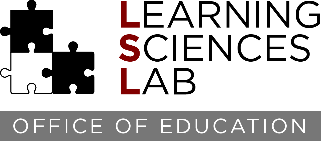 LEARNING
SCIENCES
LAB
OFFICE OF EDUCATION